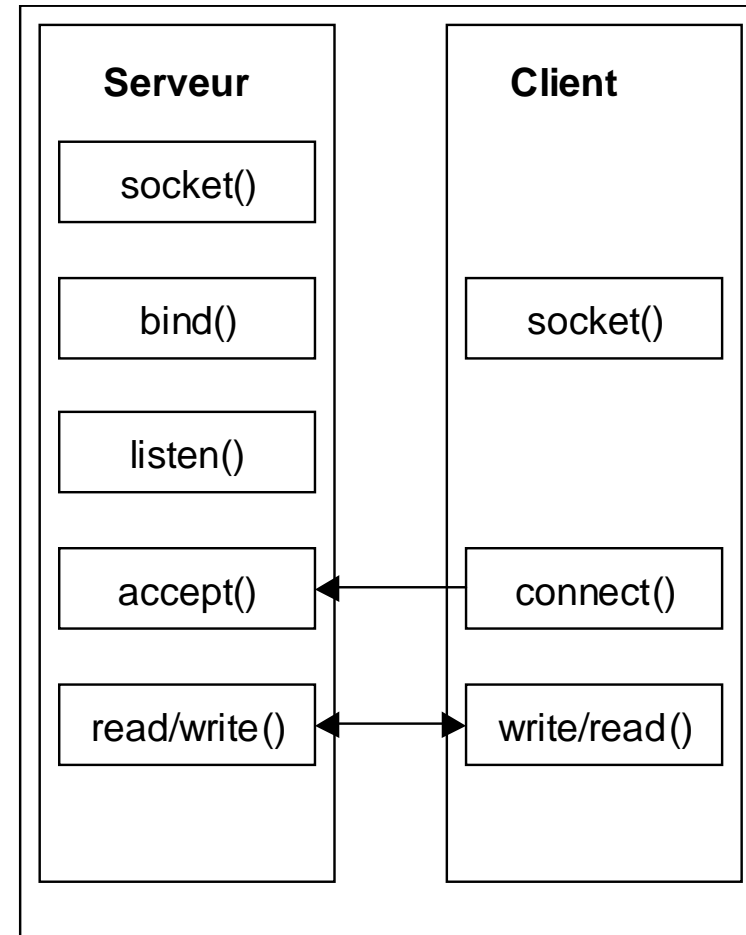 Serveur
socket()
bind()
listen()
accept()
read/write()
Client
socket()
connect()
write/read()